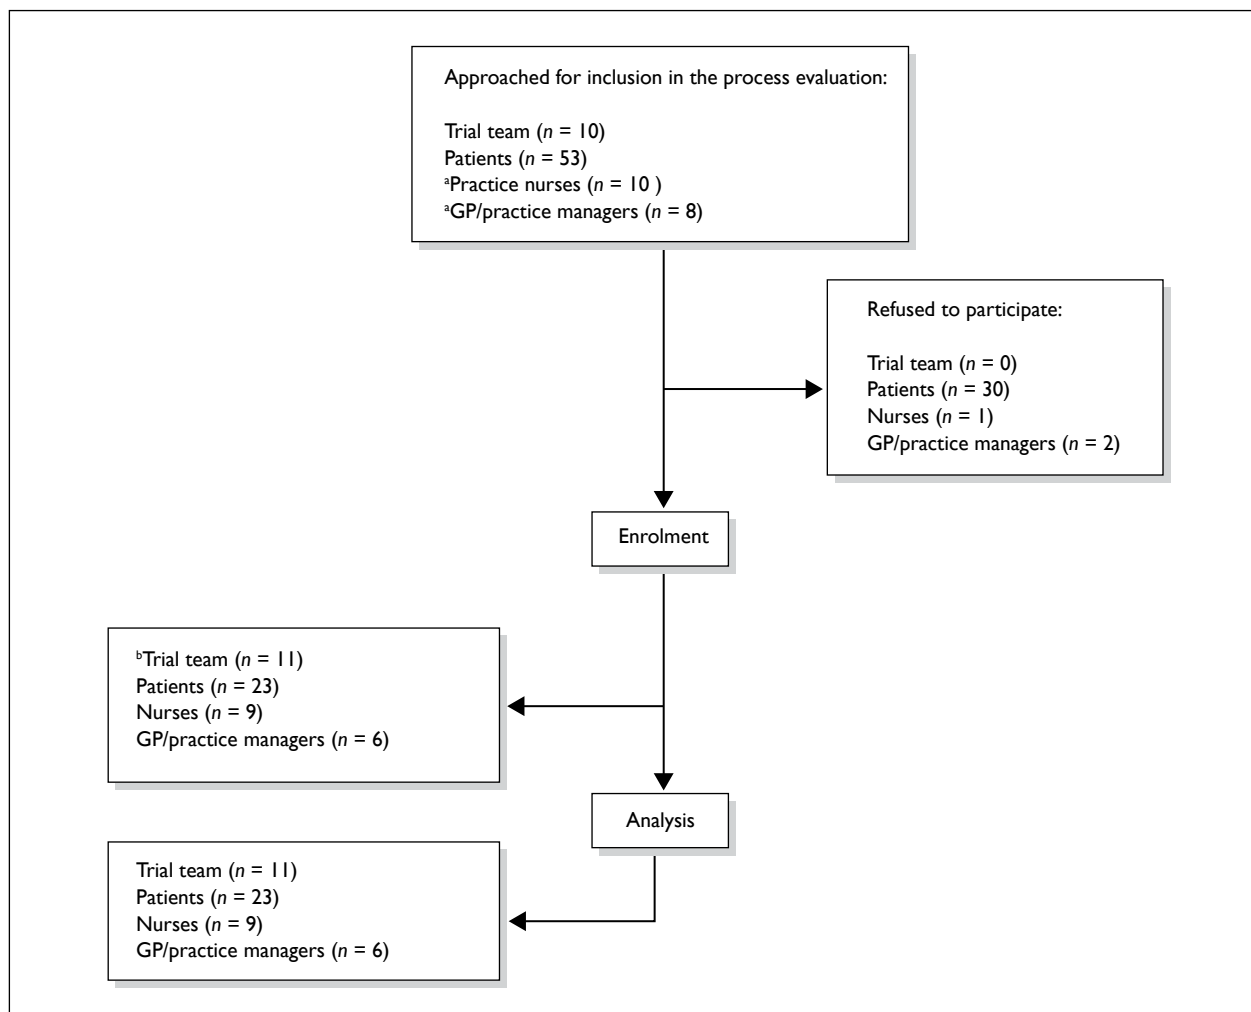 Approached for inclusion in the process evaluation:
Trial team (n = 10)
Patients (n = 53)
ᵃPractice nurses (n = 10 )
ᵃGP/practice managers (n = 8)
Refused to participate:
Trial team (n = 0)
Patients (n = 30)
Nurses (n = 1)
GP/practice managers (n = 2)
Enrolment
ᵇTrial team (n = 11)
Patients (n = 23)
Nurses (n = 9)
GP/practice managers (n = 6)
Analysis
Trial team (n = 11)
Patients (n = 23)
Nurses (n = 9)
GP/practice managers (n = 6)